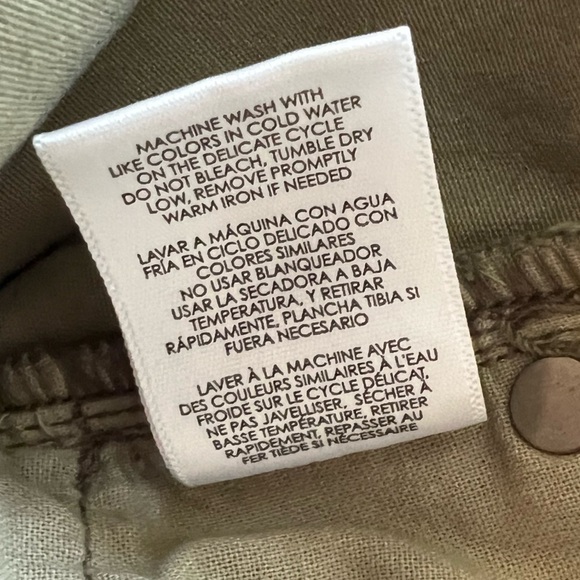 MACHINE WASH WITH
LIKE COLORS IN COLD WATER
ON THE DELICATE CYCLE
DO NOT BLEACH, TUMBLE DRY
LOW, REMOVE PROMPTLY
WARM IRON IF NEEDED
LAVAR A MÁQUINA CON AGUA
FRÍA EN CICLO DELICADO CON
COLORES SIMILARES
NO USAR BLANQUEADOR
USAR LA SECADORA A BAJA
TEMPERATURA, Y RETIRAR
RÁPIDAMENTE, PLANCHA TIBIA SI
FUERA NECESARIO
LAVER À LA MACHINE AVEC
DES COULEURS SIMILAIRES À L'EAU
FROIDE SUR LE CYCLE DÉLICAT.
NE PAS JAVELLISER. SÉCHER À
BASSE TEMPÉRATURE, RETIRER
RAPIDEMENT, REPASSER AU
FER TIÈDE SI NÉCESSAIRE